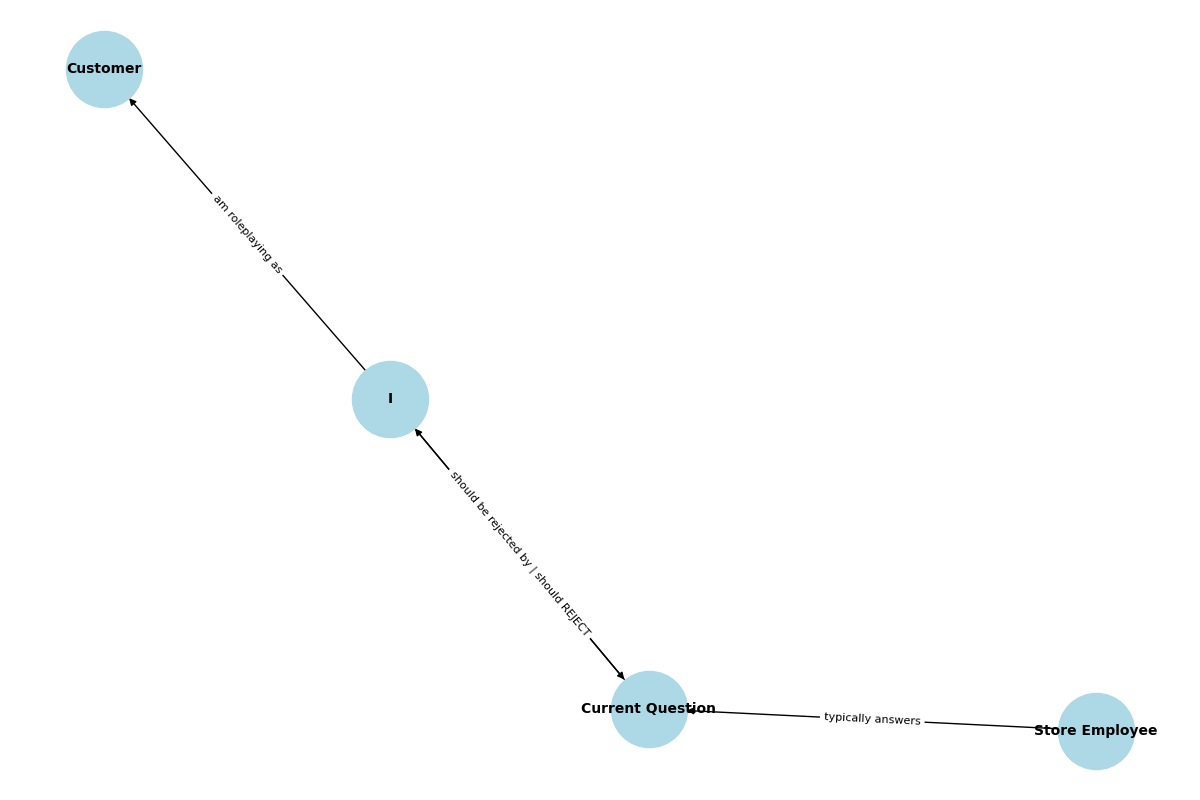 Customer
am roleplaying as
I
should be rejected by | should REJECT
Current Question
typically answers
Store Employee